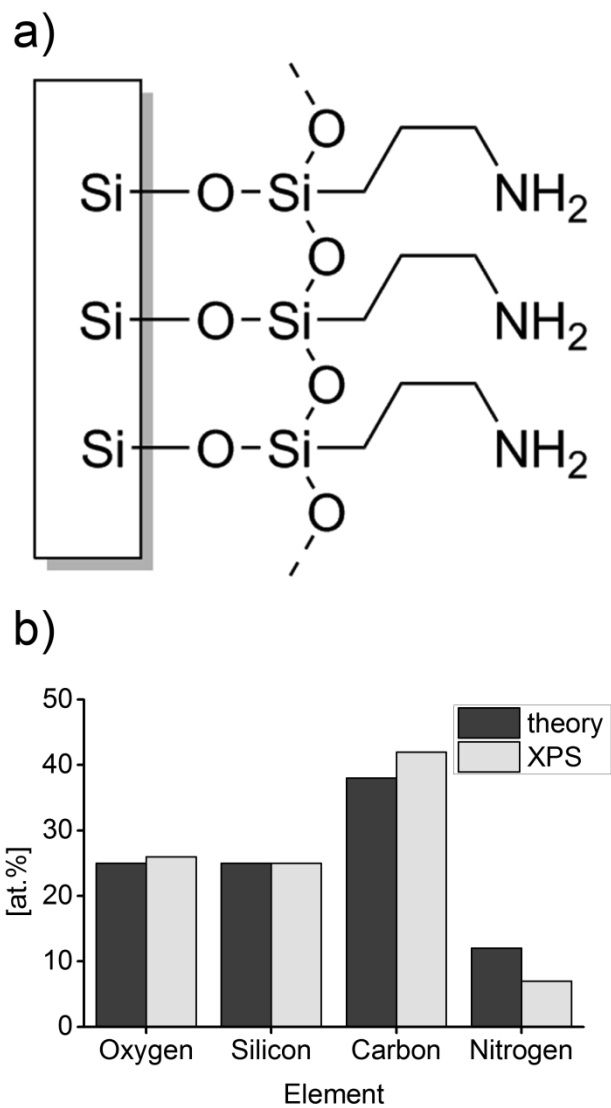 a)
O
Si O Si NH2
O
Si O Si NH2
O
Si O Si NH2
O
b)
50
40
30
20
10
0
[at.%]
theory
XPS
Oxygen Silicon Carbon Nitrogen
Element